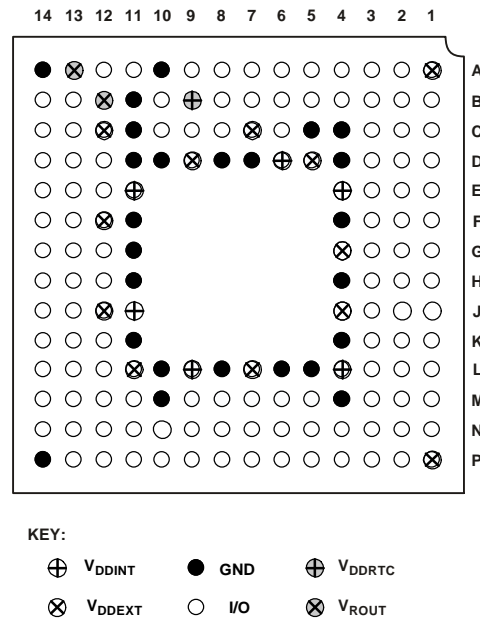 14 13 12 11 10 9 8 7 6 5 4 3 2 1
A
B
C
D
E
F
G
H
J
K
L
M
N
P
KEY:
VDDINT GND VDDRTC
VDDEXT I/O VROUT